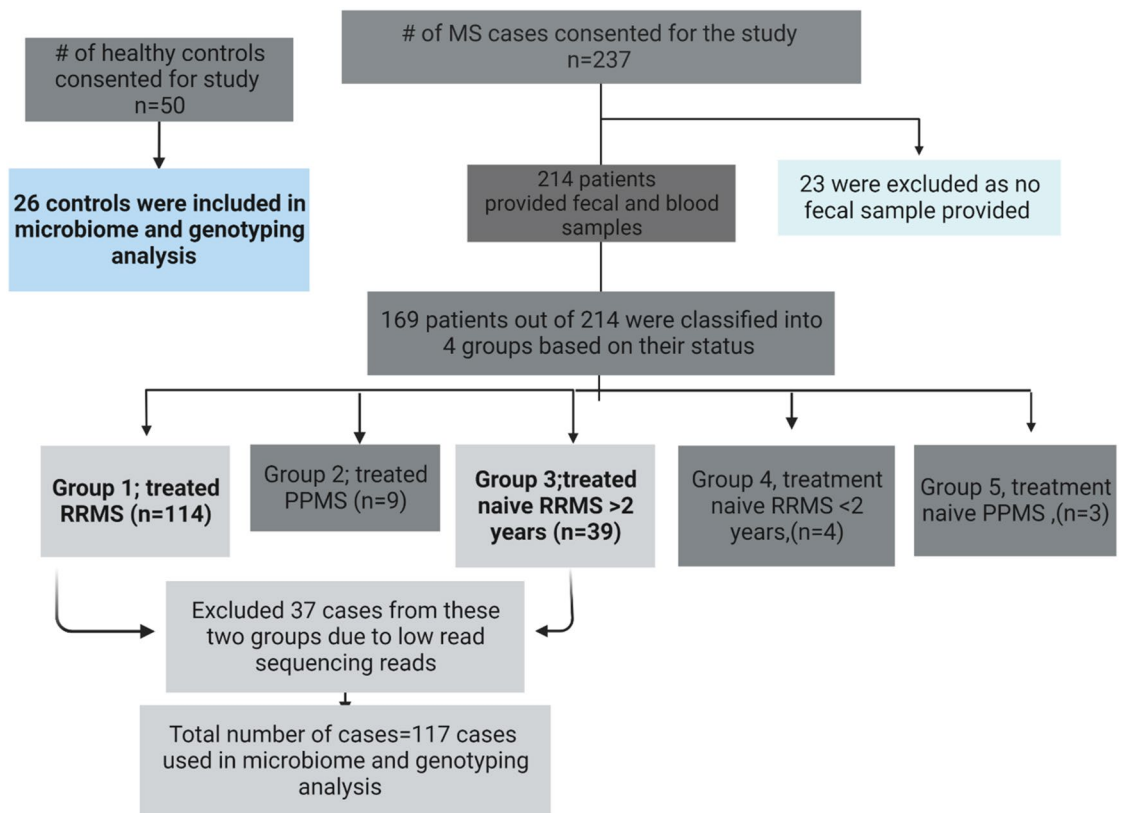 # of healthy controls
consented for study
n=50
26 controls were included in
microbiome and genotyping
analysis
# of MS cases consented for the study
n=237
214 patients
provided fecal and blood
samples
23 were excluded as no
fecal sample provided
169 patients out of 214 were classified into
4 groups based on their status
Group 1; treated
RRMS (n=114)
Group 2; treated
PPMS (n=9)
Group 3;treated
naive RRMS >2
years (n=39)
Group 4, treatment
naive RRMS <2
years,(n=4)
Group 5, treatment
naive PPMS ,(n=3)
Excluded 37 cases from these
two groups due to low read
sequencing reads
Total number of cases=117 cases
used in microbiome and genotyping
analysis